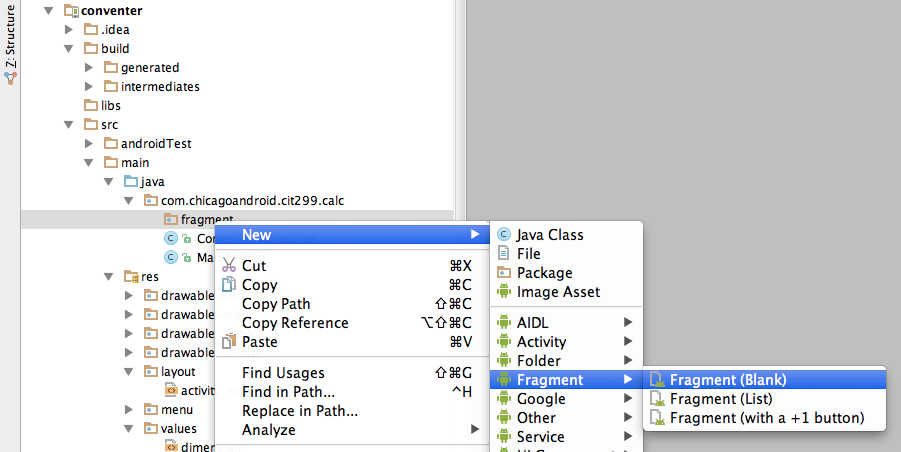 Z: Structure
conventer
.idea
build
generated
intermediates
libs
src
androidTest
main
java
com.chicagoandroid.cit299.calc
fragment
Co
Ma
res
drawable
drawable
drawable
drawable
layout
activity
menu
values
dimen
New
Cut ⌘X
Copy ⌘C
Copy Path ⇧⌘C
Copy Reference ⌥⇧⌘C
Paste ⌘V
Find Usages ⇧⌘G
Find in Path... ^H
Replace in Path...
Analyze
Java Class
File
Package
Image Asset
AIDL
Activity
Folder
Fragment
Google
Other
Service
Fragment (Blank)
Fragment (List)
Fragment (with a +1 button)